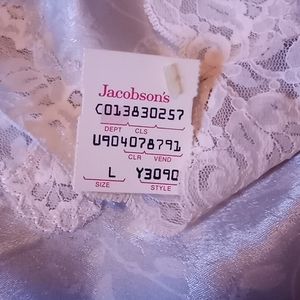 Jacobson's
C013830257
DEPT CLS
U904078791
CLR VEND
L Y3090
SIZE STYLE